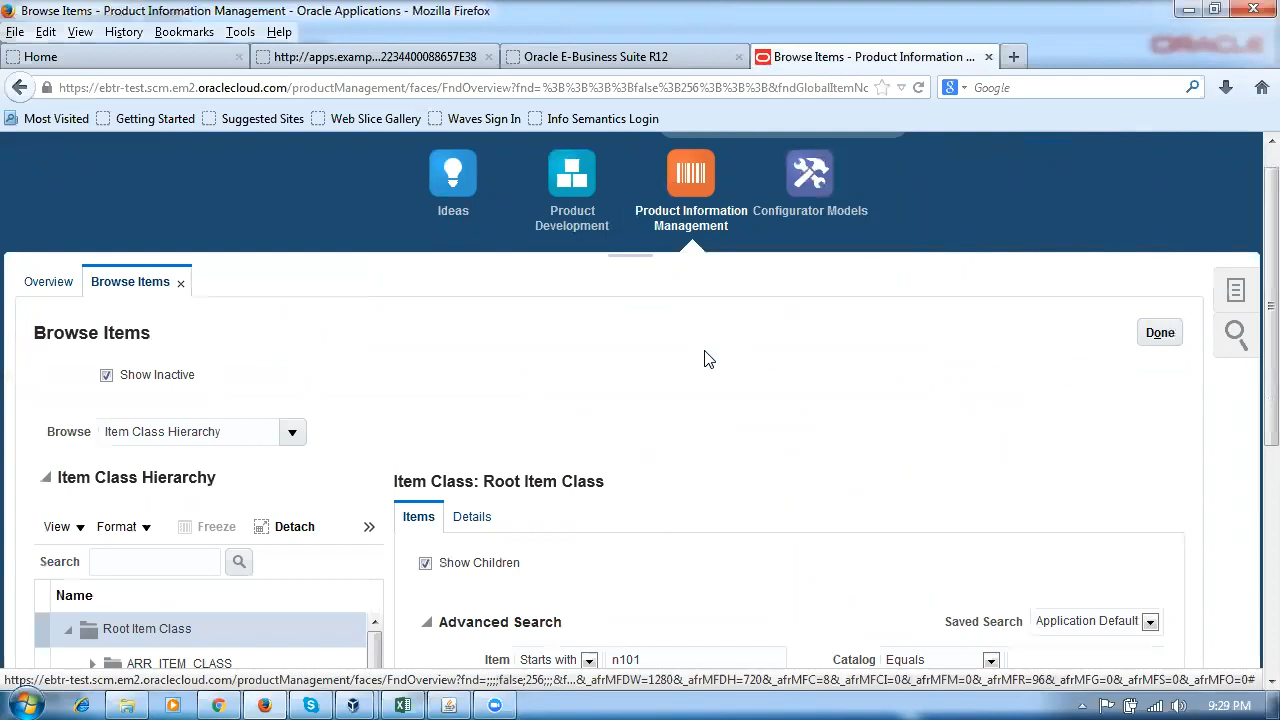 Browse Items - Product Information Management - Oracle Applications - Mozilla Firefox
File Edit View History Bookmarks Tools Help
ORACLE
Home
http://apps.examp...2234400088657E38
Oracle E-Business Suite R12
Browse Items - Product Information ...
https://ebtr-test.scm.em2.oraclecloud.com/productManagement/faces/FndOverview?fnd=%3B%3B%3B%3Bfalse%3B256%3B%3B%3B&fndGlobalItemNc
Google
Most Visited Getting Started Suggested Sites Web Slice Gallery Waves Sign In Info Semantics Login
Ideas
Product Development
Product Information Management
Configurator Models
Overview
Browse Items
Browse Items
Done
Show Inactive
Browse Item Class Hierarchy
Item Class Hierarchy
View Format Freeze Detach »
Search
Name
Root Item Class
ARR_ITEM_CLASS
Item Class: Root Item Class
Items Details
Show Children
Advanced Search
Saved Search Application Default
Item Starts with n101
Catalog Equals
https://ebtr-test.scm.em2.oraclecloud.com/productManagement/faces/FndOverview?fnd=;;;;false;256;;;&f...&_afrMFDW=1280&_afrMFDH=720&_afrMFC=8&_afrMFCI=0&_afrMFM=0&_afrMFR=96&_afrMFG=0&_afrMFS=0&_afrMFO=0#
9:29 PM